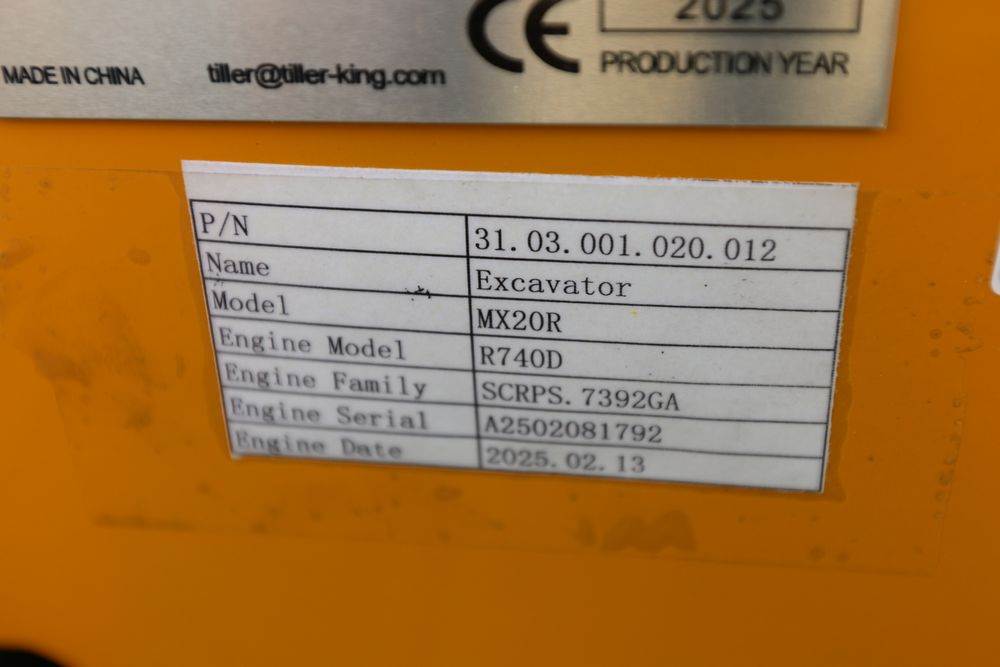 2025
MADE IN CHINA tiller@tiller-king.com CE PRODUCTION YEAR
P/N 31.03.001.020.012
Name Excavator
Model MX20R
Engine Model R740D
Engine Family SCRPS.7392GA
Engine Serial A2502081792
Engine Date 2025.02.13